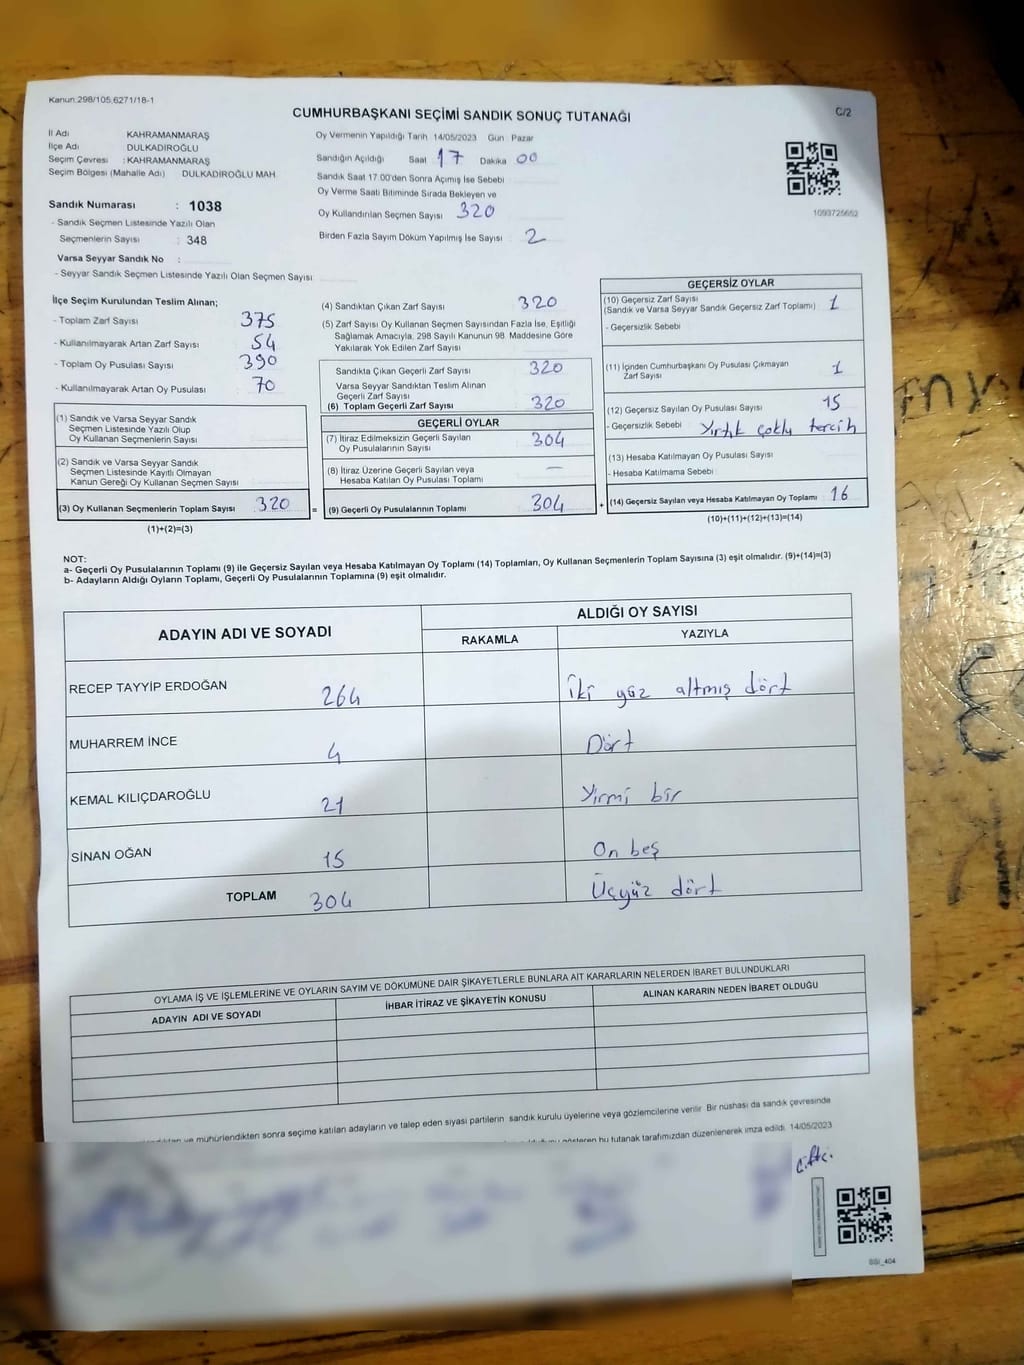 Kanun:298/105,6271/18-1
CUMHURBAŞKANI SEÇİMİ SANDIK SONUÇ TUTANAĞI
C/2
İl Adı KAHRAMANMARAŞ
İlçe Adı DULKADİROĞLU
Seçim Çevresi : KAHRAMANMARAŞ
Seçim Bölgesi (Mahalle Adı) DULKADİROĞLU MAH.
Sandık Numarası : 1038
- Sandık Seçmen Listesinde Yazılı Olan
Seçmenlerin Sayısı : 348
Varsa Seyyar Sandık No :
- Seyyar Sandık Seçmen Listesinde Yazılı Olan Seçmen Sayısı
Oy Vermenin Yapıldığı Tarih 14/05/2023 Gün Pazar
Sandığın Açıldığı Saat 17 Dakika 00
Sandık Saat 17.00'den Sonra Açılmış İse Sebebi
Oy Verme Saati Bitiminde Sırada Bekleyen ve
Oy Kullandırılan Seçmen Sayısı 320
Birden Fazla Sayım Döküm Yapılmış İse Sayısı 2
1093725652
İlçe Seçim Kurulundan Teslim Alınan;
- Toplam Zarf Sayısı 375
- Kullanılmayarak Artan Zarf Sayısı 54
- Toplam Oy Pusulası Sayısı 390
- Kullanılmayarak Artan Oy Pusulası 70
(1) Sandık ve Varsa Seyyar Sandık
Seçmen Listesinde Yazılı Olup
Oy Kullanan Seçmenlerin Sayısı
(2) Sandık ve Varsa Seyyar Sandık
Seçmen Listesinde Kayıtlı Olmayan
Kanun Gereği Oy Kullanan Seçmen Sayısı
(3) Oy Kullanan Seçmenlerin Toplam Sayısı 320 =
(1)+(2)=(3)
(4) Sandıktan Çıkan Zarf Sayısı 320
(5) Zarf Sayısı Oy Kullanan Seçmen Sayısından Fazla İse, Eşitliği
Sağlamak Amacıyla, 298 Sayılı Kanunun 98. Maddesine Göre
Yakılarak Yok Edilen Zarf Sayısı
Sandıkta Çıkan Geçerli Zarf Sayısı 320
Varsa Seyyar Sandıktan Teslim Alınan
Geçerli Zarf Sayısı
(6) Toplam Geçerli Zarf Sayısı 320
GEÇERLİ OYLAR
(7) İtiraz Edilmeksizin Geçerli Sayılan
Oy Pusulalarının Sayısı 304
(8) İtiraz Üzerine Geçerli Sayılan veya
Hesaba Katılan Oy Pusulası Toplamı —
(9) Geçerli Oy Pusulalarının Toplamı 304 +
GEÇERSİZ OYLAR
(10) Geçersiz Zarf Sayısı
(Sandık ve Varsa Seyyar Sandık Geçersiz Zarf Toplamı) 1
- Geçersizlik Sebebi
(11) İçinden Cumhurbaşkanı Oy Pusulası Çıkmayan
Zarf Sayısı 1
(12) Geçersiz Sayılan Oy Pusulası Sayısı 15
- Geçersizlik Sebebi Yırtık çoklu tercih
(13) Hesaba Katılmayan Oy Pusulası Sayısı
- Hesaba Katılmama Sebebi
(14) Geçersiz Sayılan veya Hesaba Katılmayan Oy Toplamı 16
(10)+(11)+(12)+(13)=(14)
NOT:
a- Geçerli Oy Pusulalarının Toplamı (9) ile Geçersiz Sayılan veya Hesaba Katılmayan Oy Toplamı (14) Toplamları, Oy Kullanan Seçmenlerin Toplam Sayısına (3) eşit olmalıdır. (9)+(14)=(3)
b- Adayların Aldığı Oyların Toplamı, Geçerli Oy Pusulalarının Toplamına (9) eşit olmalıdır.
ADAYIN ADI VE SOYADI
ALDIĞI OY SAYISI
RAKAMLA YAZIYLA
RECEP TAYYİP ERDOĞAN 264 İki yüz altmış dört
MUHARREM İNCE 4 Dört
KEMAL KILIÇDAROĞLU 21 Yirmi bir
SİNAN OĞAN 15 On beş
TOPLAM 304 Üçyüz dört
OYLAMA İŞ VE İŞLEMLERİNE VE OYLARIN SAYIM VE DÖKÜMÜNE DAİR ŞİKAYETLERLE BUNLARA AİT KARARLARIN NELERDEN İBARET BULUNDUKLARI
ADAYIN ADI VE SOYADI İHBAR İTİRAZ VE ŞİKAYETİN KONUSU ALINAN KARARIN NEDEN İBARET OLDUĞU
ve mühürlendikten sonra seçime katılan adayların ve talep eden siyasi partilerin sandık kurulu üyelerine veya gözlemcilerine verilir. Bir nüshası da sandık çevresinde
gösteren bu tutanak tarafımızdan düzenlenerek imza edildi. 14/05/2023
SSI_404